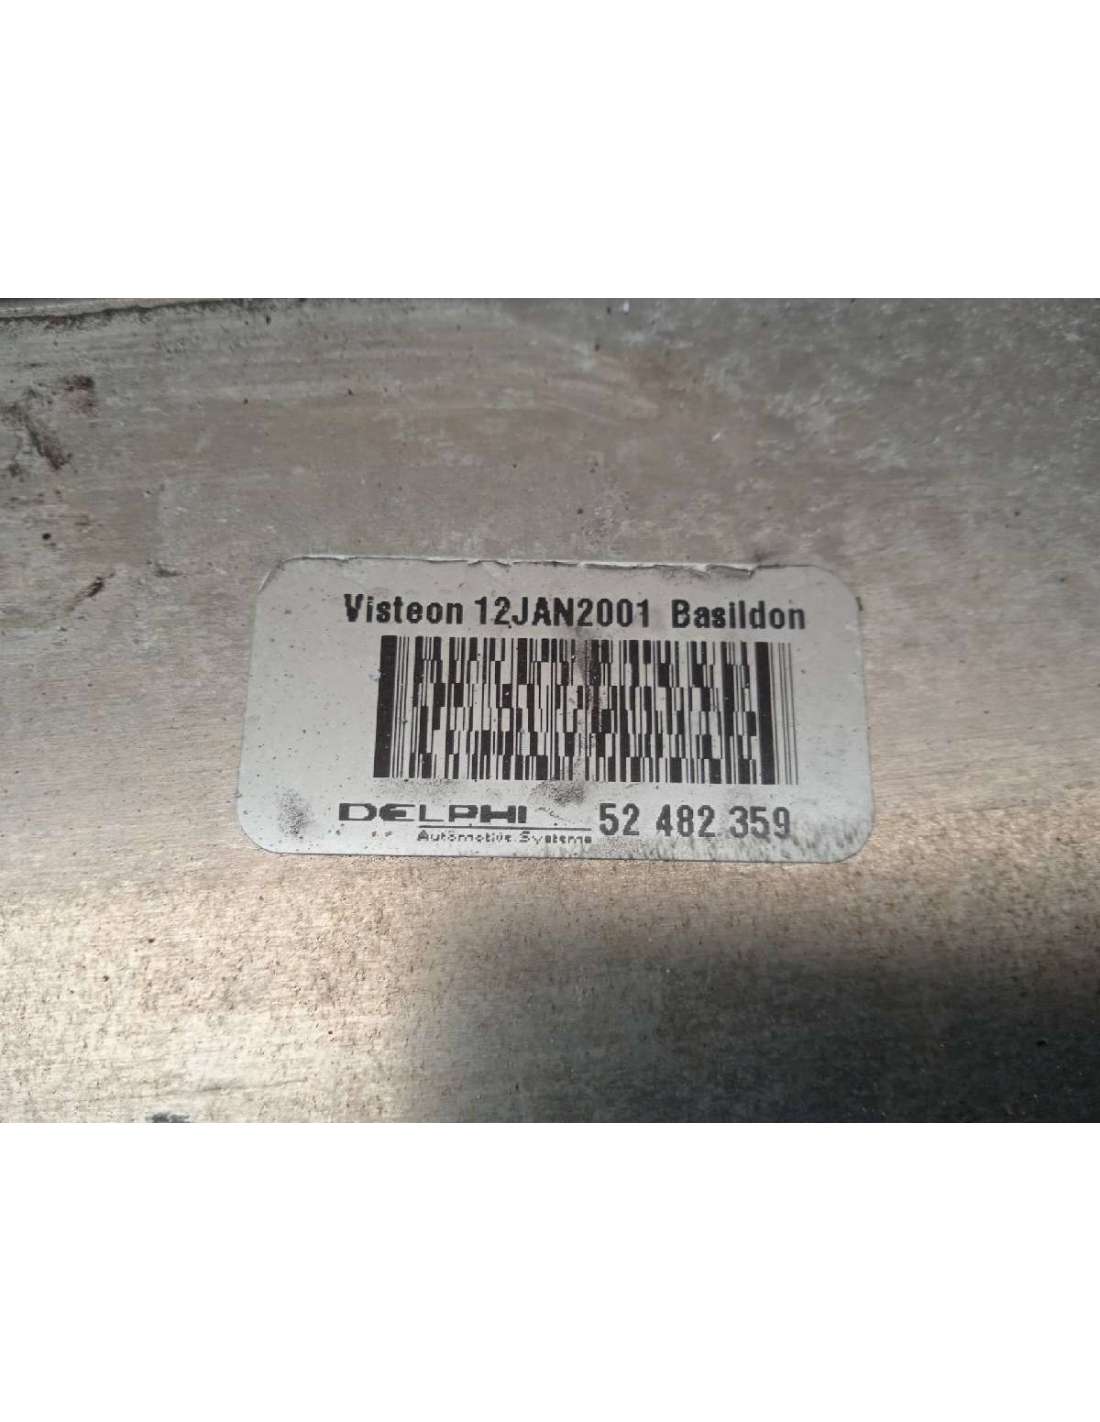 Visteon 12JAN2001 Basildon
DELPHI 52 482 359
Automotive Systems